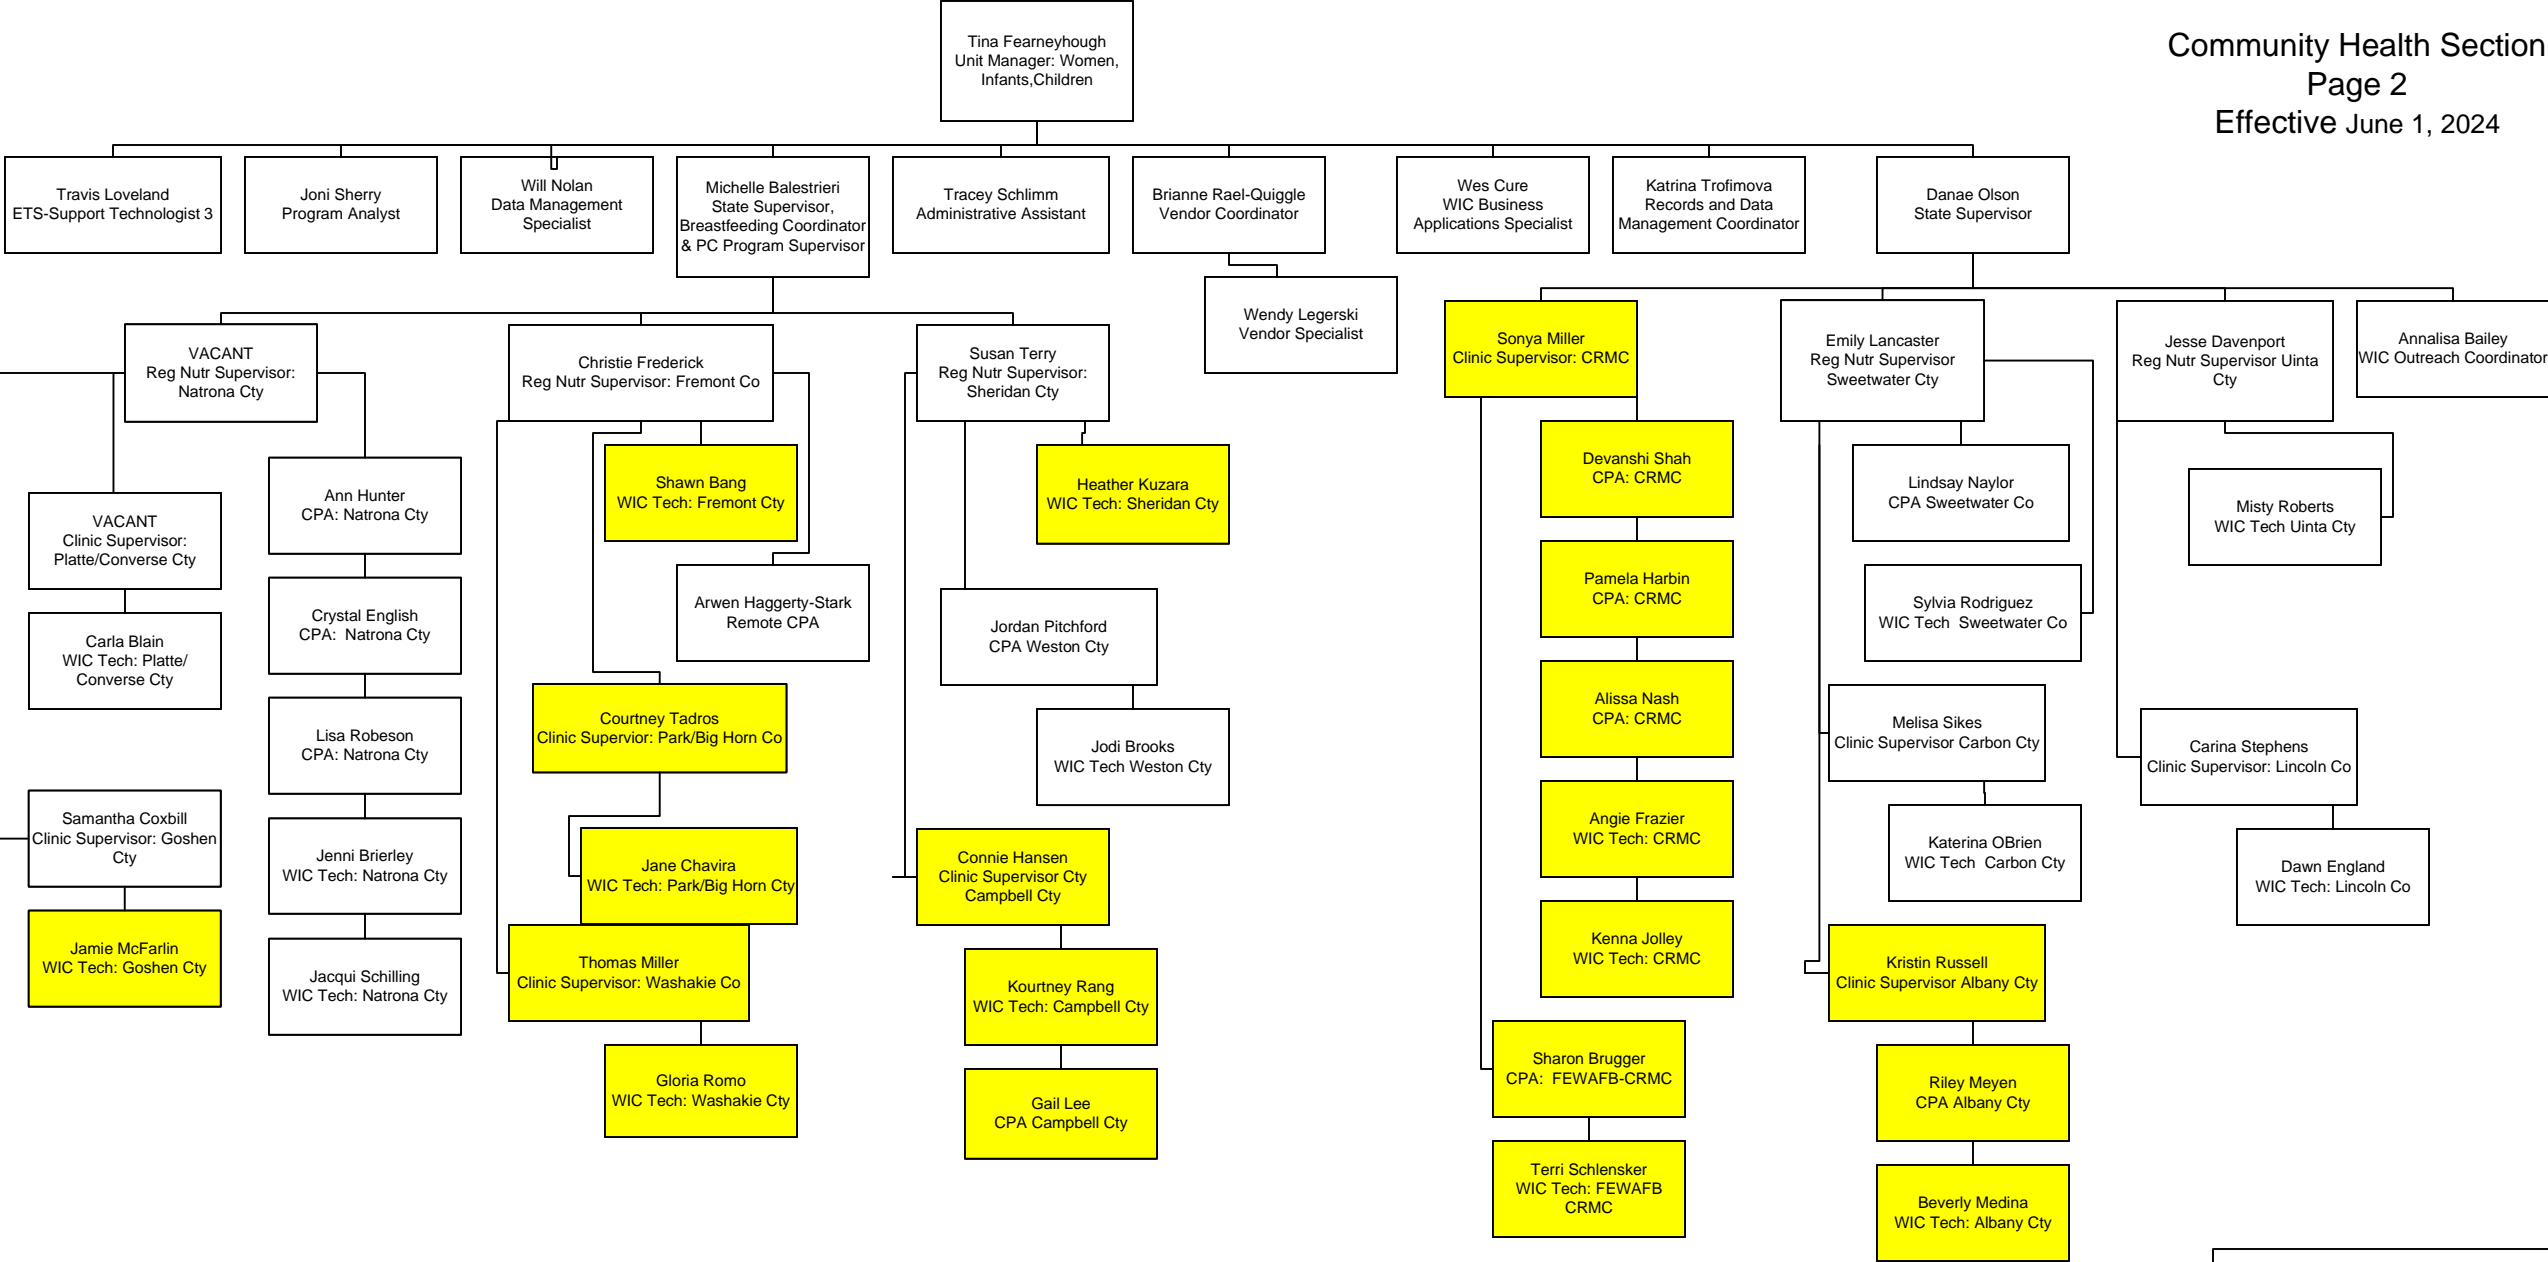 Community Health Section
Page 2
Effective June 1, 2024
Tina Fearneyhough
Unit Manager: Women,
Infants,Children
Travis Loveland
ETS-Support Technologist 3
Joni Sherry
Program Analyst
Will Nolan
Data Management
Specialist
Michelle Balestrieri
State Supervisor,
Breastfeeding Coordinator
& PC Program Supervisor
Tracey Schlimm
Administrative Assistant
Brianne Rael-Quiggle
Vendor Coordinator
Wes Cure
WIC Business
Applications Specialist
Katrina Trofimova
Records and Data
Management Coordinator
Danae Olson
State Supervisor
Wendy Legerski
Vendor Specialist
VACANT
Reg Nutr Supervisor:
Natrona Cty
Christie Frederick
Reg Nutr Supervisor: Fremont Co
Susan Terry
Reg Nutr Supervisor:
Sheridan Cty
Sonya Miller
Clinic Supervisor: CRMC
Emily Lancaster
Reg Nutr Supervisor
Sweetwater Cty
Jesse Davenport
Reg Nutr Supervisor Uinta
Cty
Annalisa Bailey
WIC Outreach Coordinator
VACANT
Clinic Supervisor:
Platte/Converse Cty
Carla Blain
WIC Tech: Platte/
Converse Cty
Samantha Coxbill
Clinic Supervisor: Goshen
Cty
Jamie McFarlin
WIC Tech: Goshen Cty
Ann Hunter
CPA: Natrona Cty
Crystal English
CPA:  Natrona Cty
Lisa Robeson
CPA: Natrona Cty
Jenni Brierley
WIC Tech: Natrona Cty
Jacqui Schilling
WIC Tech: Natrona Cty
Shawn Bang
WIC Tech: Fremont Cty
Arwen Haggerty-Stark
Remote CPA
Courtney Tadros
Clinic Supervior: Park/Big Horn Co
Jane Chavira
WIC Tech: Park/Big Horn Cty
Thomas Miller
Clinic Supervisor: Washakie Co
Gloria Romo
WIC Tech: Washakie Cty
Heather Kuzara
WIC Tech: Sheridan Cty
Jordan Pitchford
CPA Weston Cty
Jodi Brooks
WIC Tech Weston Cty
Connie Hansen
Clinic Supervisor Cty
Campbell Cty
Kourtney Rang
WIC Tech: Campbell Cty
Gail Lee
CPA Campbell Cty
Devanshi Shah
CPA: CRMC
Pamela Harbin
CPA: CRMC
Alissa Nash
CPA: CRMC
Angie Frazier
WIC Tech: CRMC
Kenna Jolley
WIC Tech: CRMC
Sharon Brugger
CPA:  FEWAFB-CRMC
Terri Schlensker
WIC Tech: FEWAFB
CRMC
Lindsay Naylor
CPA Sweetwater Co
Sylvia Rodriguez
WIC Tech  Sweetwater Co
Melisa Sikes
Clinic Supervisor Carbon Cty
Katerina OBrien
WIC Tech  Carbon Cty
Kristin Russell
Clinic Supervisor Albany Cty
Riley Meyen
CPA Albany Cty
Beverly Medina
WIC Tech: Albany Cty
Misty Roberts
WIC Tech Uinta Cty
Carina Stephens
Clinic Supervisor: Lincoln Co
Dawn England
WIC Tech: Lincoln Co